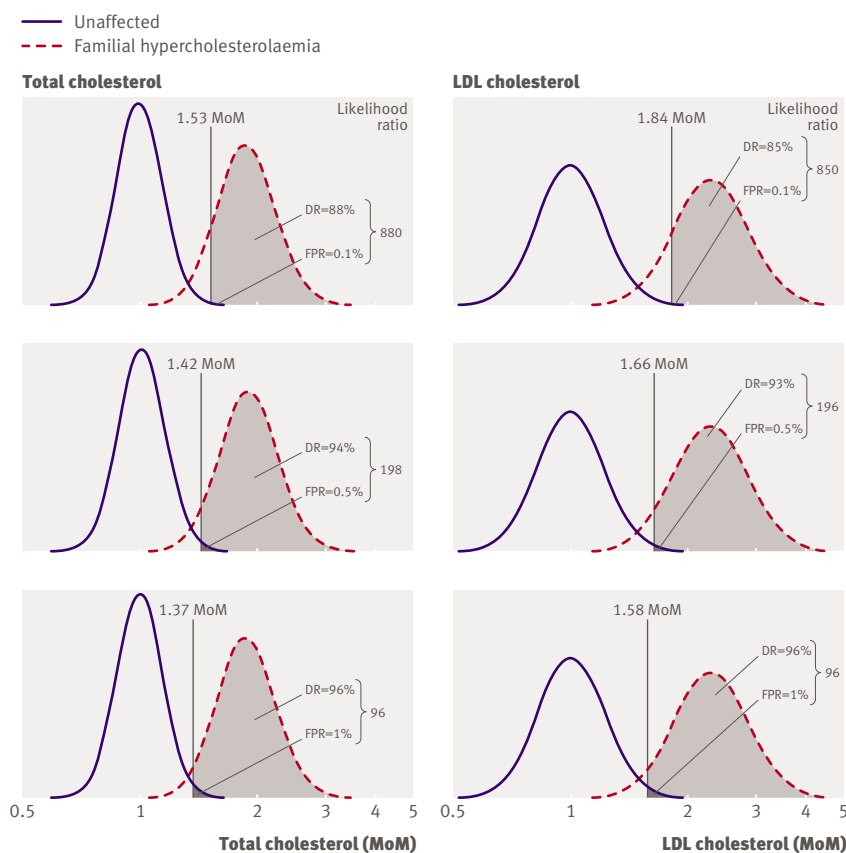 Unaffected
Familial hypercholesterolaemia
Total cholesterol
1.53 MoM
Likelihood
ratio
DR=88%
880
FPR=0.1%
LDL cholesterol
1.84 MoM
Likelihood
ratio
DR=85%
850
FPR=0.1%
1.42 MoM
DR=94%
198
FPR=0.5%
1.66 MoM
DR=93%
196
FPR=0.5%
1.37 MoM
DR=96%
96
FPR=1%
0.5 1 2 3 4 5
Total cholesterol (MoM)
1.58 MoM
DR=96%
96
FPR=1%
0.5 1 2 3 4 5
LDL cholesterol (MoM)